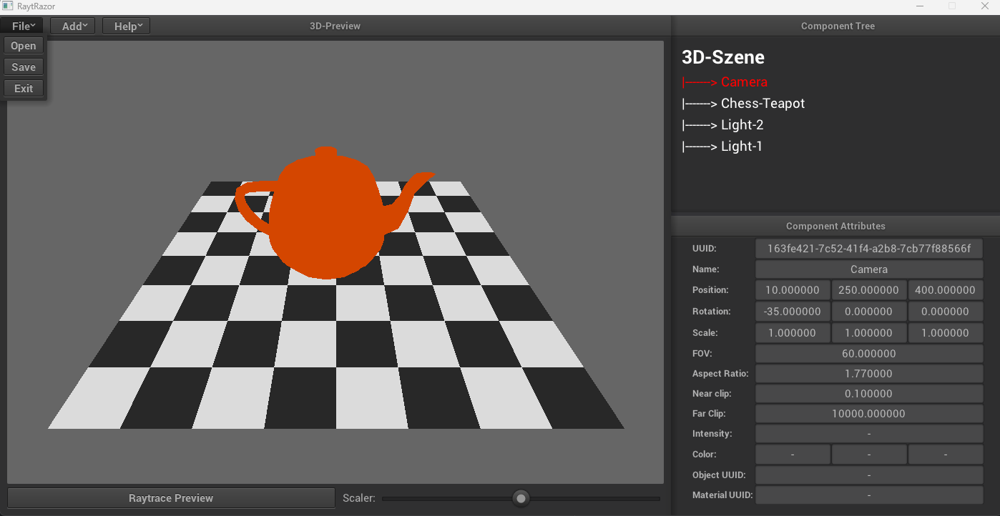 RaytRazor
File Add Help
3D-Preview
Open
Save
Exit
Raytrace Preview
Scaler:
Component Tree
3D-Szene
|-------> Camera
|-------> Chess-Teapot
|-------> Light-2
|-------> Light-1
Component Attributes
UUID: 163fe421-7c52-41f4-a2b8-7cb77f88566f
Name: Camera
Position: 10.000000 250.000000 400.000000
Rotation: -35.000000 0.000000 0.000000
Scale: 1.000000 1.000000 1.000000
FOV: 60.000000
Aspect Ratio: 1.770000
Near clip: 0.100000
Far Clip: 10000.000000
Intensity: -
Color: - - -
Object UUID: -
Material UUID: -